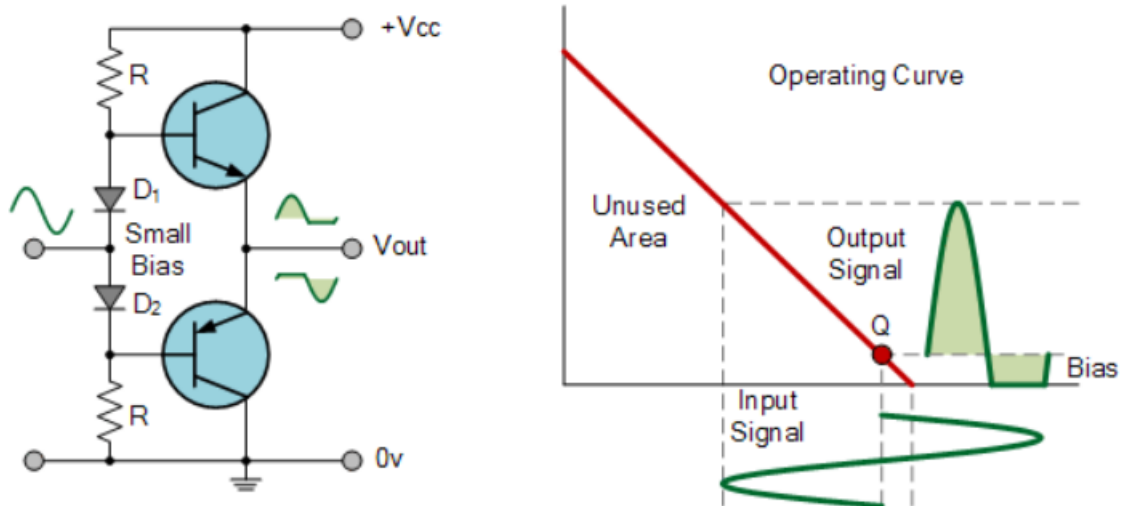 +Vcc
R
D₁
Small
Bias
Vout
D₂
R
0v
Operating Curve
Unused
Area
Output
Signal
Q
Bias
Input
Signal